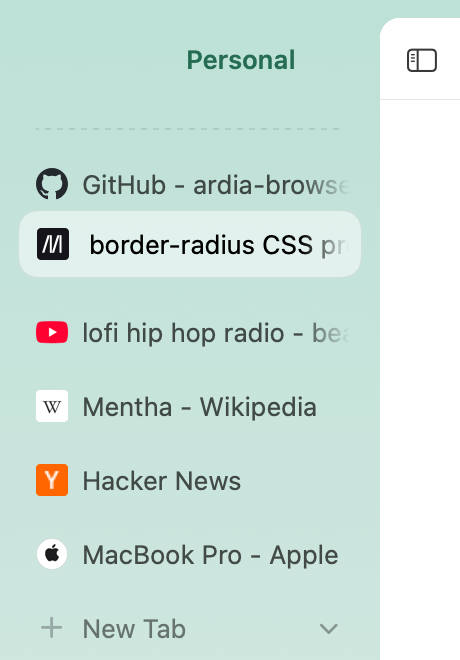 Personal
GitHub - ardia-browse
border-radius CSS pr
lofi hip hop radio - bea
W Mentha - Wikipedia
Y Hacker News
MacBook Pro - Apple
New Tab